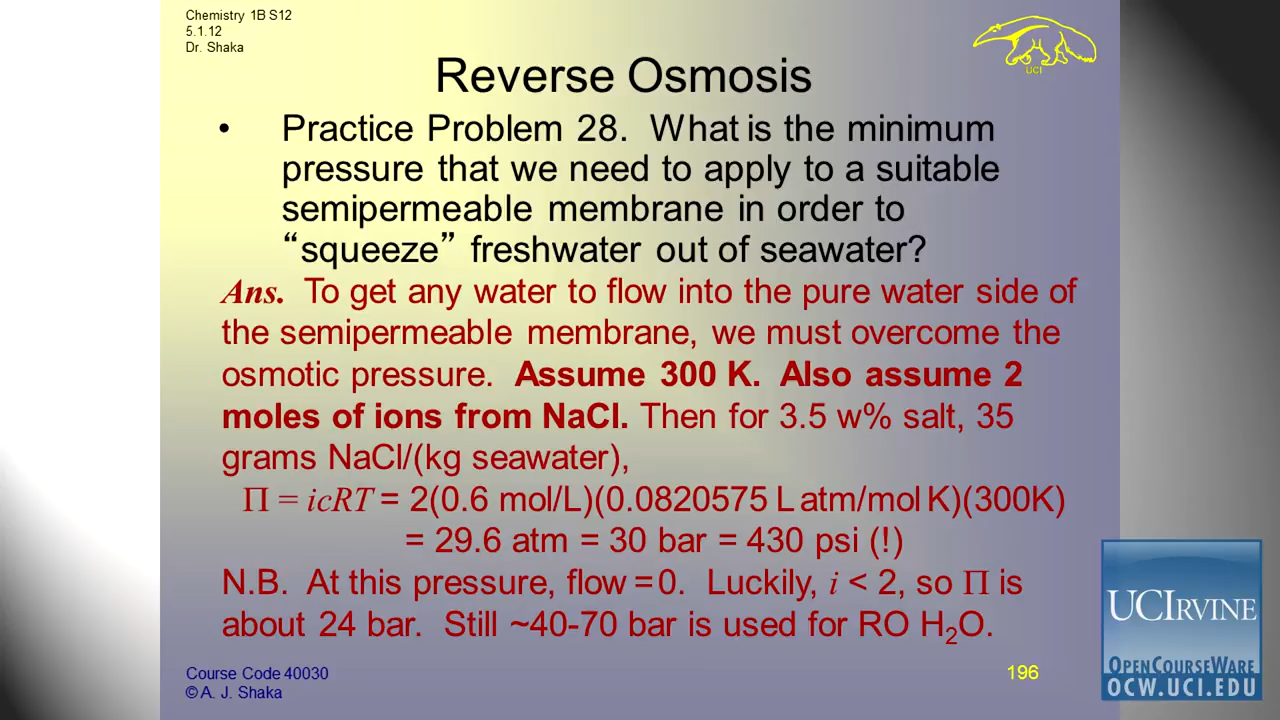 Chemistry 1B S12
5.1.12
Dr. Shaka
UCI
Reverse Osmosis
• Practice Problem 28. What is the minimum
pressure that we need to apply to a suitable
semipermeable membrane in order to
“squeeze” freshwater out of seawater?
Ans. To get any water to flow into the pure water side of
the semipermeable membrane, we must overcome the
osmotic pressure. Assume 300 K. Also assume 2
moles of ions from NaCl. Then for 3.5 w% salt, 35
grams NaCl/(kg seawater),
Π = icRT = 2(0.6 mol/L)(0.0820575 L atm/mol K)(300K)
= 29.6 atm = 30 bar = 430 psi (!)
N.B. At this pressure, flow = 0. Luckily, i < 2, so Π is
about 24 bar. Still ~40-70 bar is used for RO H₂O.
Course Code 40030
© A. J. Shaka
196
UCIRVINE
OPENCOURSEWARE
OCW.UCI.EDU